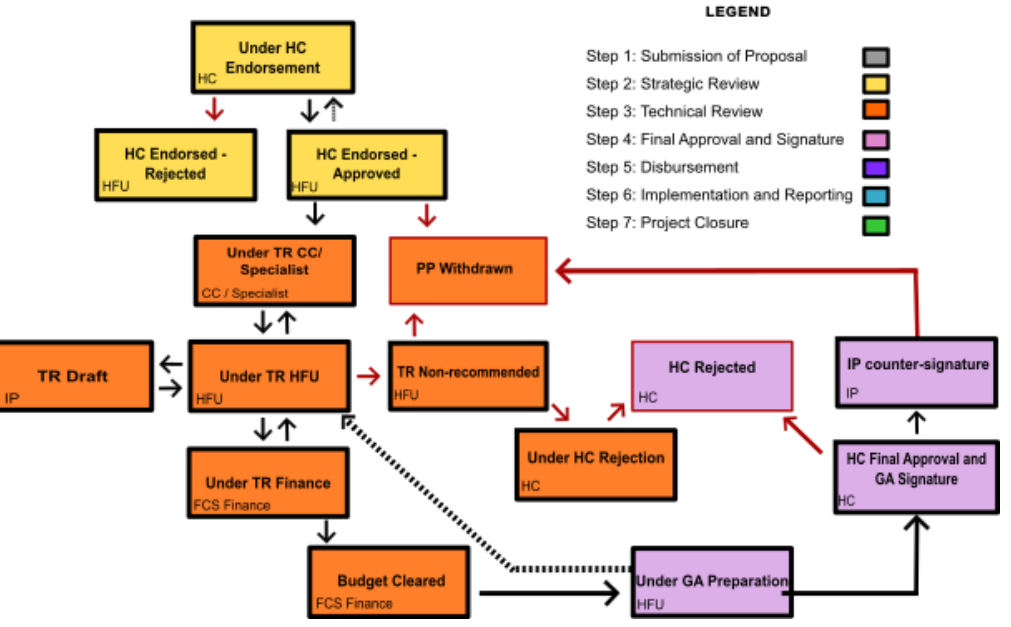 LEGEND
Step 1: Submission of Proposal
Step 2: Strategic Review
Step 3: Technical Review
Step 4: Final Approval and Signature
Step 5: Disbursement
Step 6: Implementation and Reporting
Step 7: Project Closure
Under HC
Endorsement
HC
HC Endorsed -
Rejected
HFU
HC Endorsed -
Approved
HFU
Under TR CC/
Specialist
CC / Specialist
PP Withdrawn
TR Draft
IP
Under TR HFU
HFU
TR Non-recommended
HFU
HC Rejected
HC
IP counter-signature
IP
Under TR Finance
FCS Finance
Under HC Rejection
HC
HC Final Approval and
GA Signature
HC
Budget Cleared
FCS Finance
Under GA Preparation
HFU